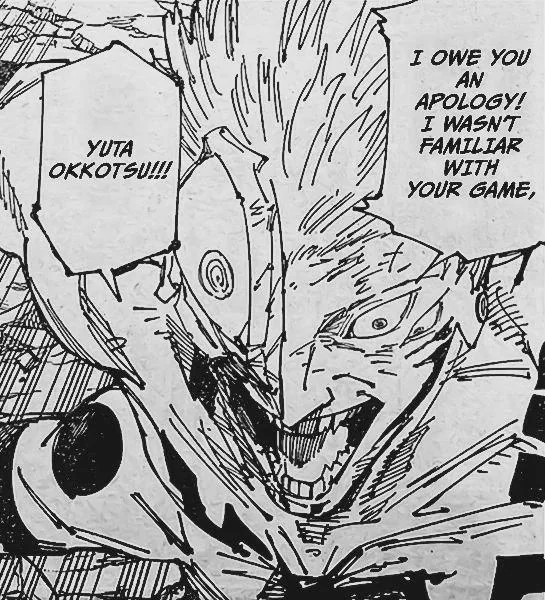 I OWE YOU
AN
APOLOGY!
I WASN'T
FAMILIAR
WITH
YOUR GAME,
YUTA
OKKOTSU!!!